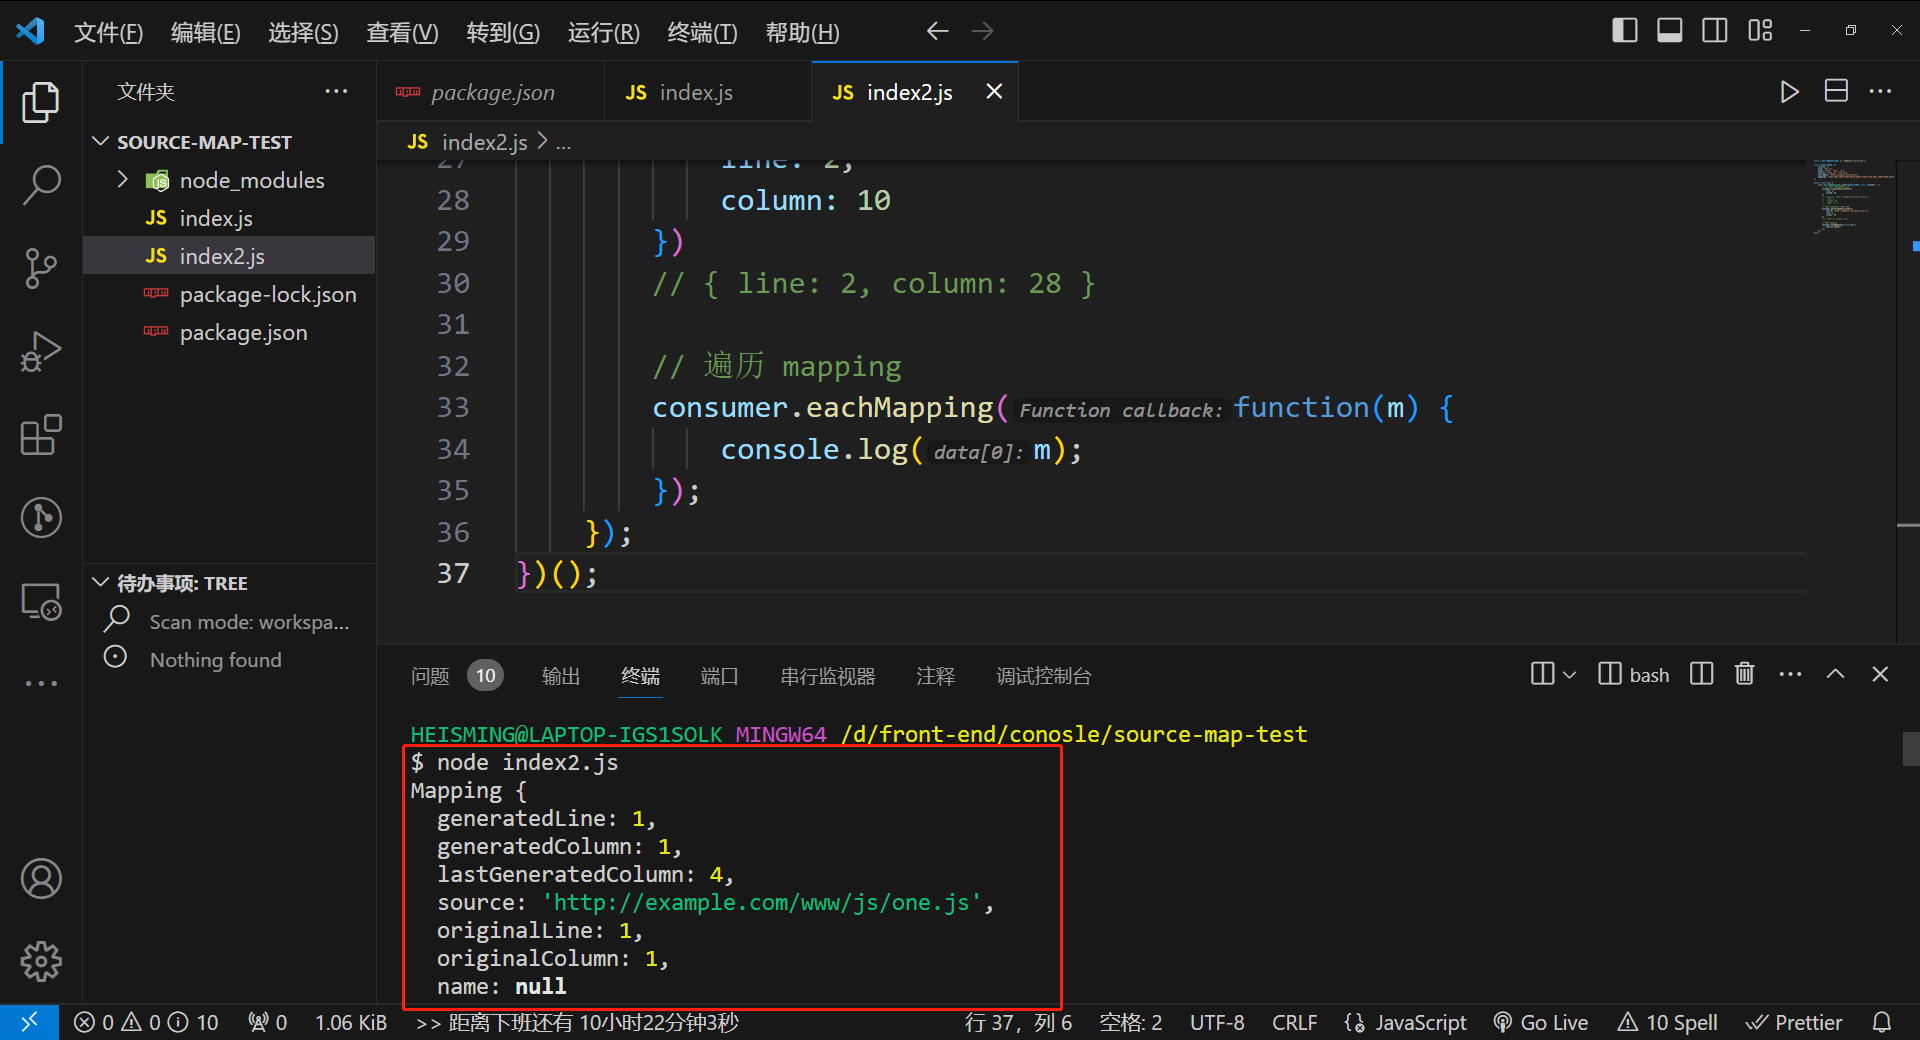 文件(F) 编辑(E) 选择(S) 查看(V) 转到(G) 运行(R) 终端(T) 帮助(H)
文件夹 ···
SOURCE-MAP-TEST
node_modules
JS index.js
JS index2.js
package-lock.json
package.json
待办事项: TREE
Scan mode: workspa...
Nothing found
package.json
JS index.js
JS index2.js
JS index2.js > ...
27 line: 2,
28 column: 10
29 })
30 // { line: 2, column: 28 }
31
32 // 遍历 mapping
33 consumer.eachMapping(Function callback:function(m) {
34 console.log(data[0]:m);
35 });
36 });
37 })();
问题 10 输出 终端 端口 串行监视器 注释 调试控制台
bash
HEISMING@LAPTOP-IGS1SOLK MINGW64 /d/front-end/conosle/source-map-test
$ node index2.js
Mapping {
generatedLine: 1,
generatedColumn: 1,
lastGeneratedColumn: 4,
source: 'http://example.com/www/js/one.js',
originalLine: 1,
originalColumn: 1,
name: null
0 0 10 0 1.06 KiB >> 距离下班还有 10小时22分钟3秒 行 37，列 6 空格: 2 UTF-8 CRLF JavaScript Go Live 10 Spell Prettier